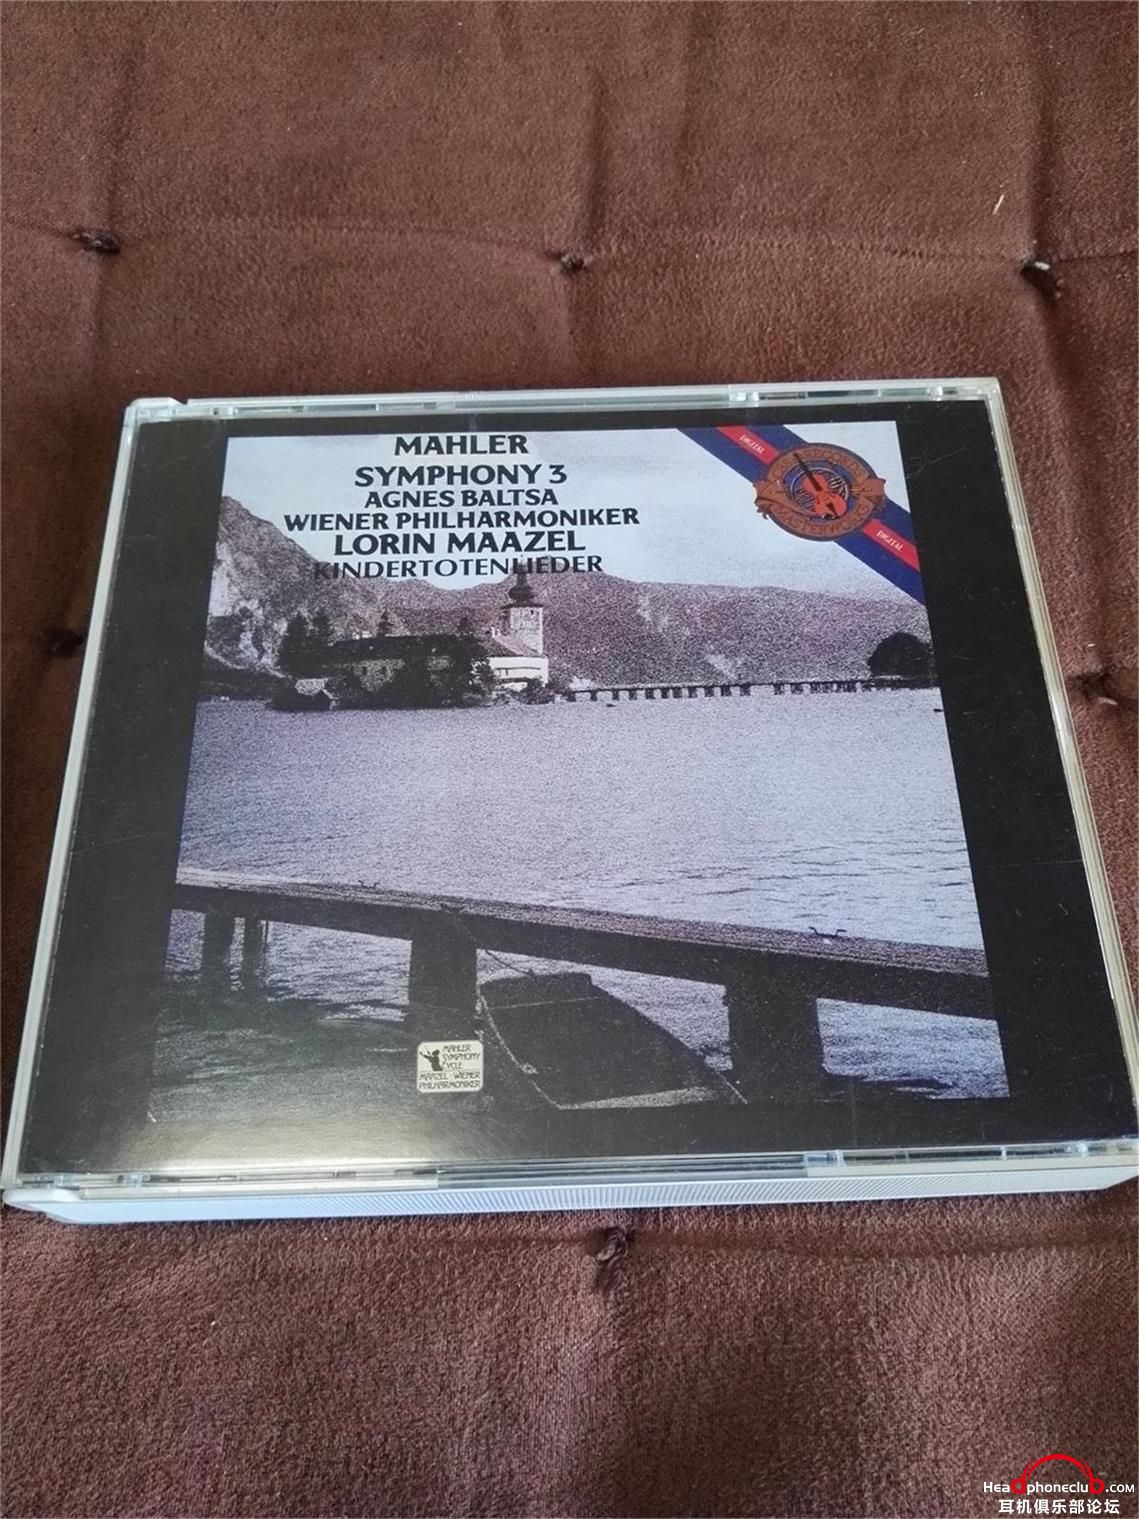 MAHLER
SYMPHONY 3
AGNES BALTSA
WIENER PHILHARMONIKER
LORIN MAAZEL
KINDERTOTENLIEDER
DIGITAL
MASTERWORKS
DIGITAL
MAHLER
SYMPHONY
CYCLE
MAAZEL · WIENER
PHILHARMONIKER
Headphoneclub.com
耳机俱乐部论坛